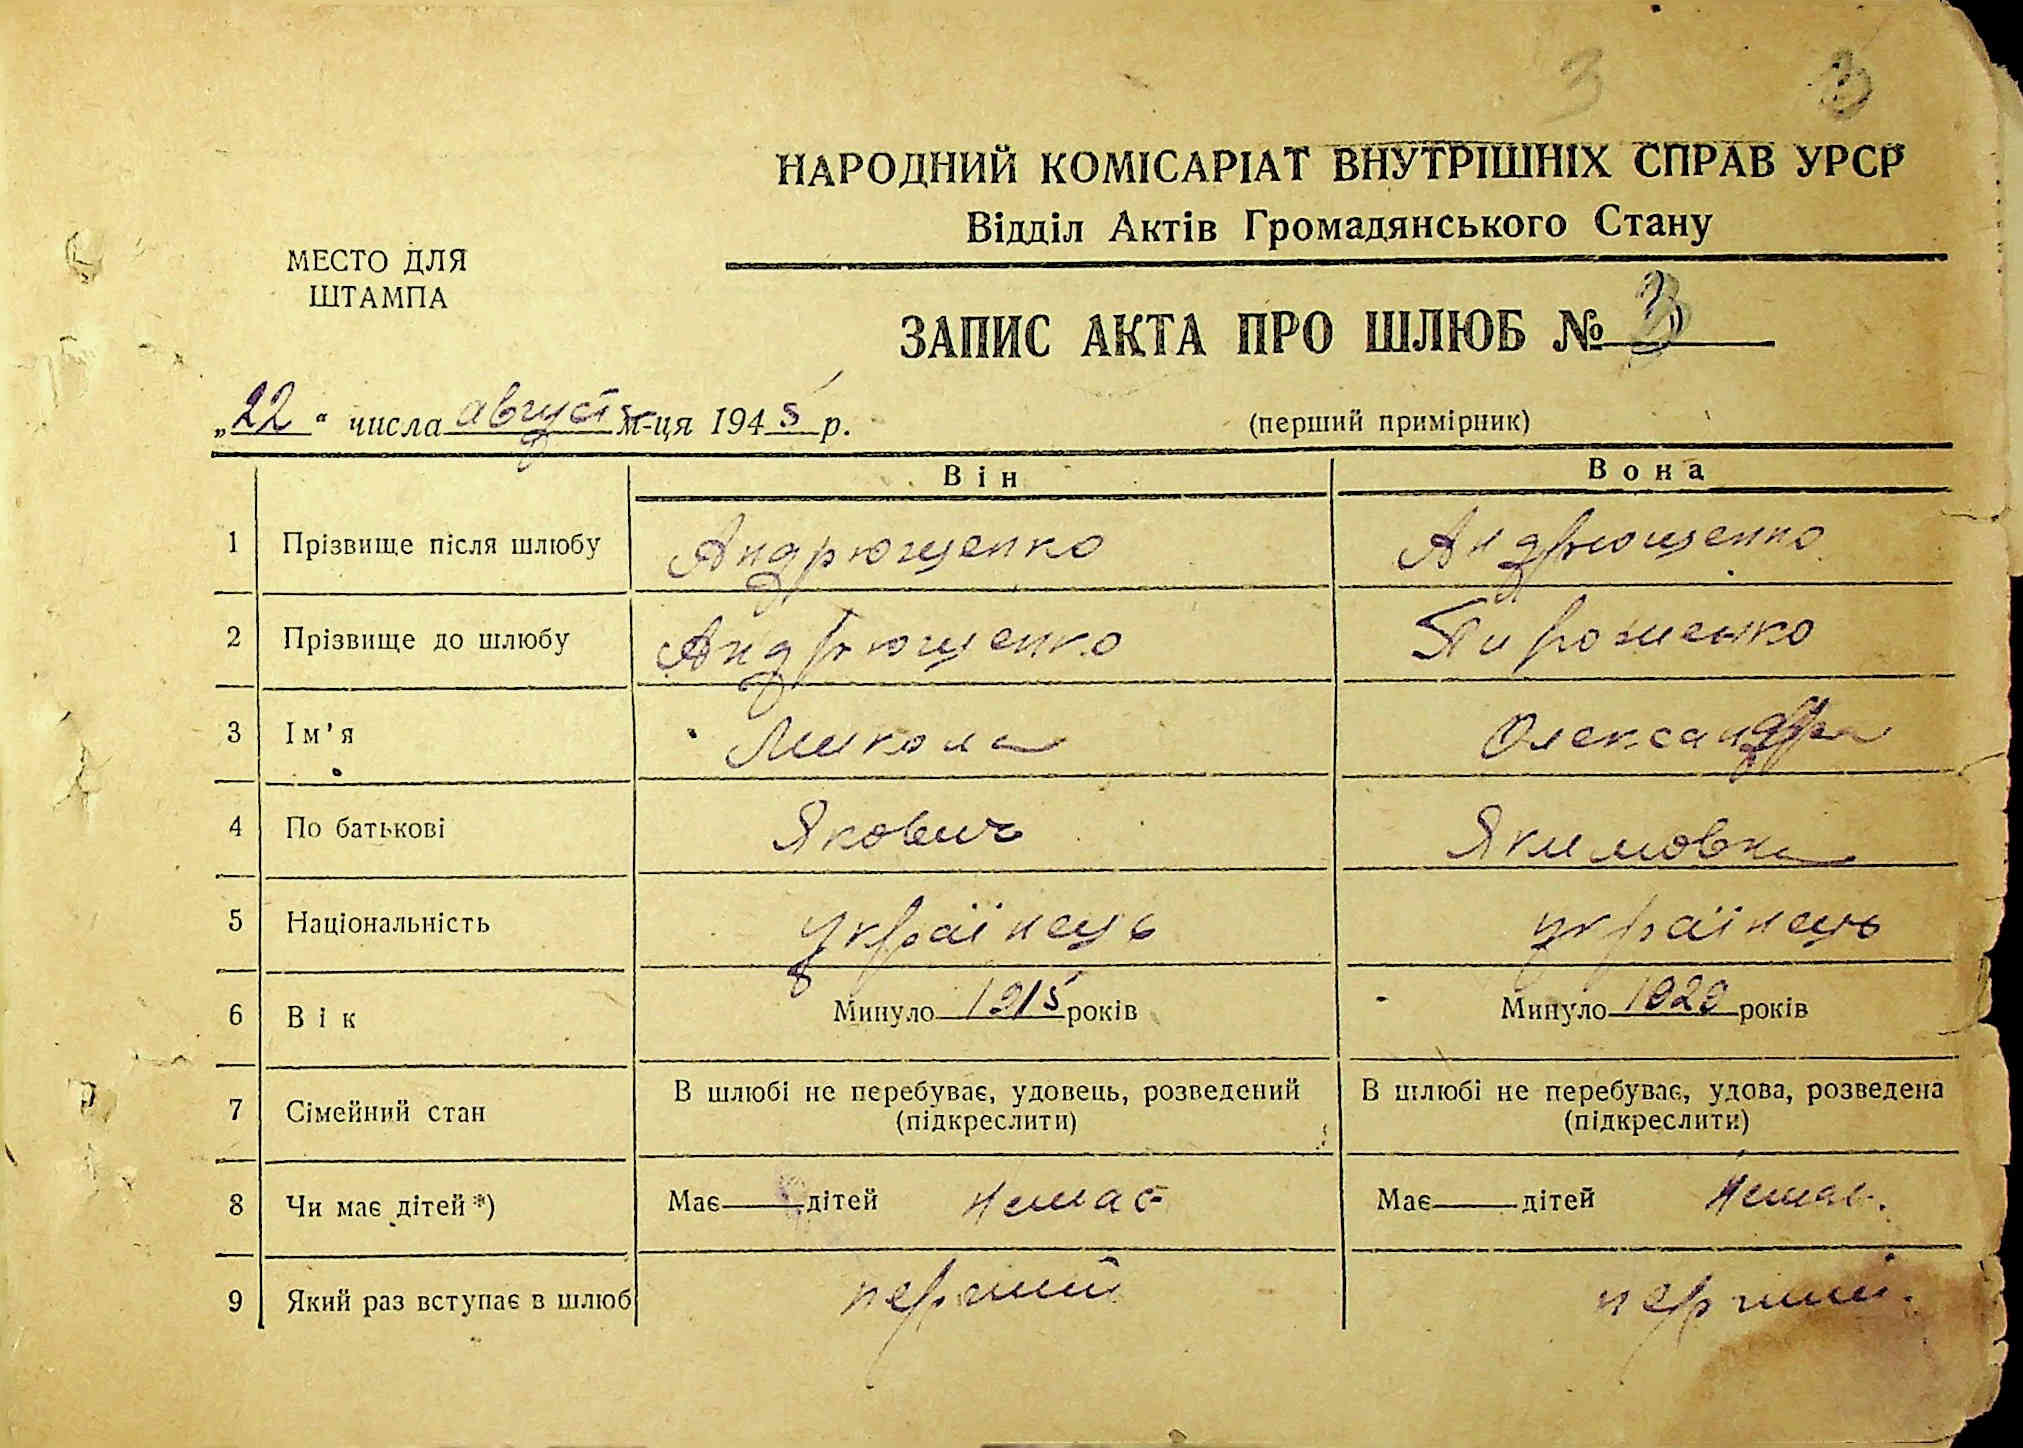 3 3
НАРОДНИЙ КОМІСАРІАТ ВНУТРІШНІХ СПРАВ УРСР
Відділ Актів Громадянського Стану
МЕСТО ДЛЯ
ШТАМПА
ЗАПИС АКТА ПРО ШЛЮБ № 3
„22“ числа август м-ця 1945 р. (перший примірник)
Він Вона
1 Прізвище після шлюбу Андрющенко Андрющенко
2 Прізвище до шлюбу Андрющенко
3 Ім'я Микола Олександра
4 По батькові Якович Якимовна
5 Національність українець українець
6 Вік Минуло 1915 років Минуло 1920 років
7 Сімейний стан В шлюбі не перебуває, удовець, розведений (підкреслити) В шлюбі не перебуває, удова, розведена (підкреслити)
8 Чи має дітей *) Має дітей немає Має дітей немає.
9 Який раз вступає в шлюб перший перший.